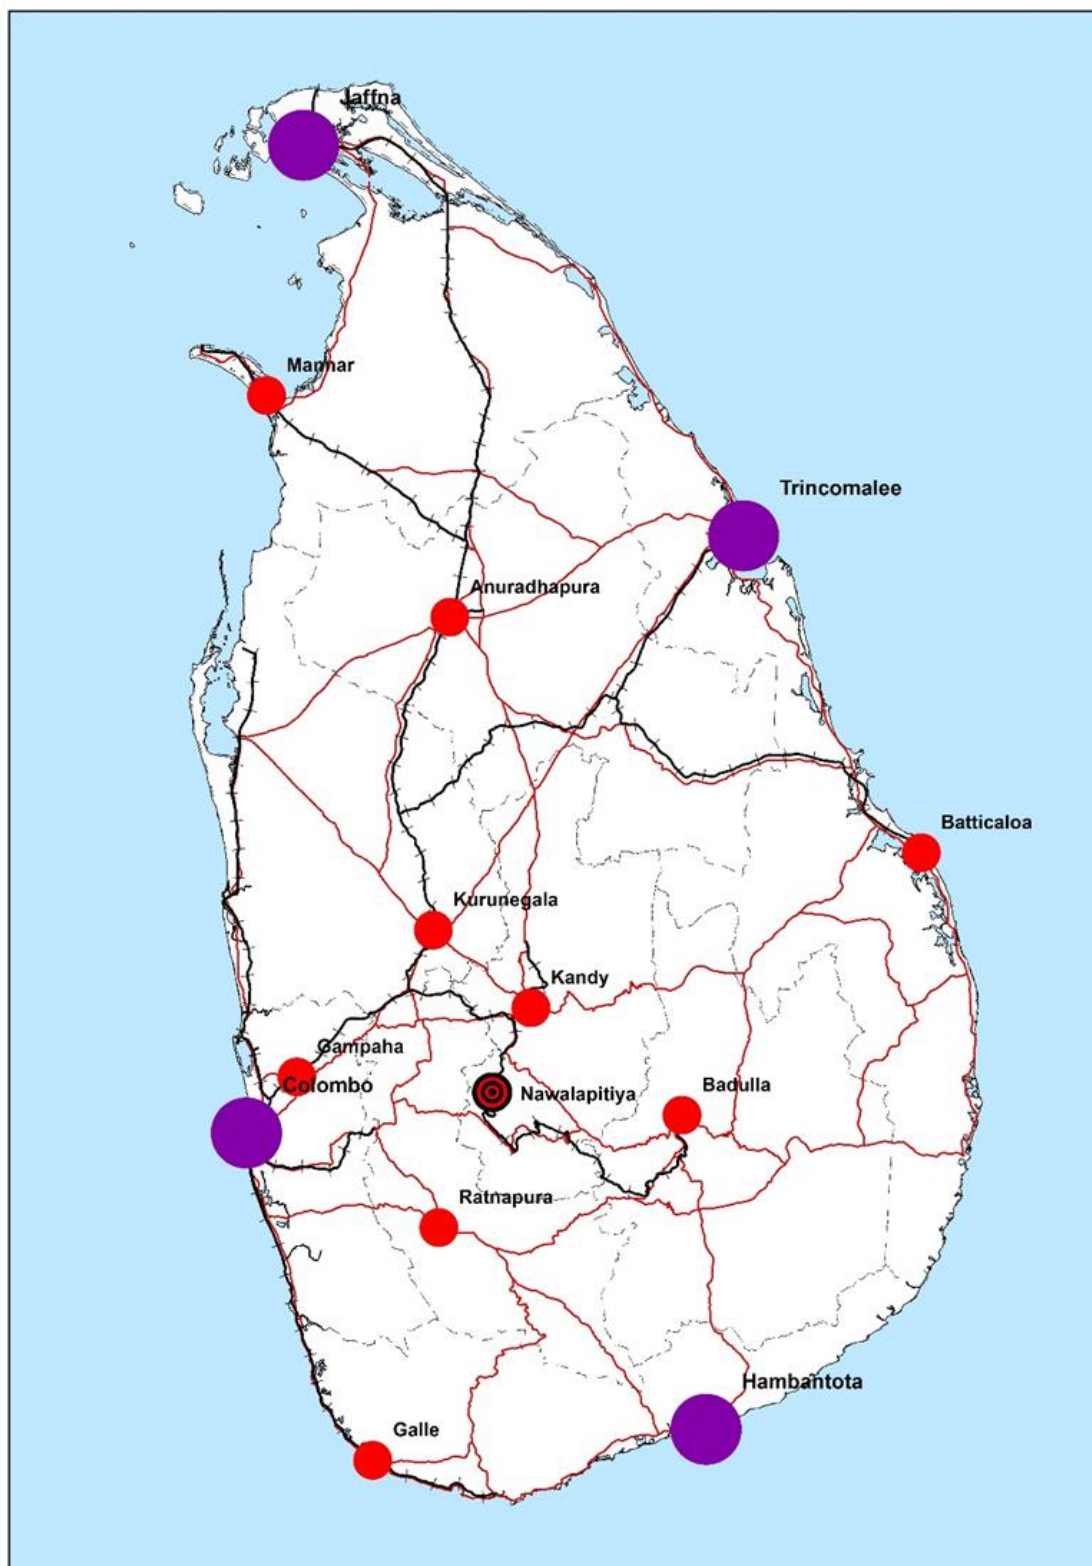 Jaffna
Mannar
Trincomalee
Anuradhapura
Batticaloa
Kurunegala
Kandy
Gampaha
Colombo
Nawalapitiya
Badulla
Ratnapura
Hambantota
Galle